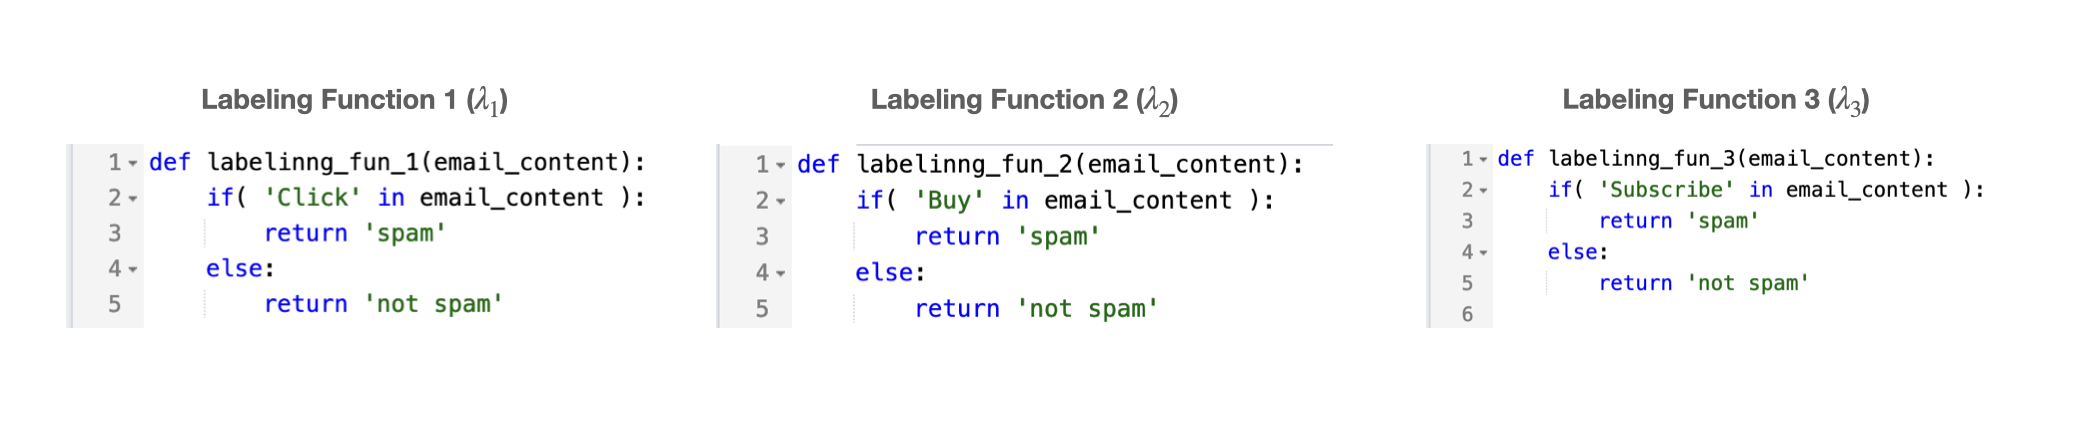 Labeling Function 1 (λ1)
1 def labelinng_fun_1(email_content):
2 if( 'Click' in email_content ):
3 return 'spam'
4 else:
5 return 'not spam'
Labeling Function 2 (λ2)
1 def labelinng_fun_2(email_content):
2 if( 'Buy' in email_content ):
3 return 'spam'
4 else:
5 return 'not spam'
Labeling Function 3 (λ3)
1 def labelinng_fun_3(email_content):
2 if( 'Subscribe' in email_content ):
3 return 'spam'
4 else:
5 return 'not spam'
6